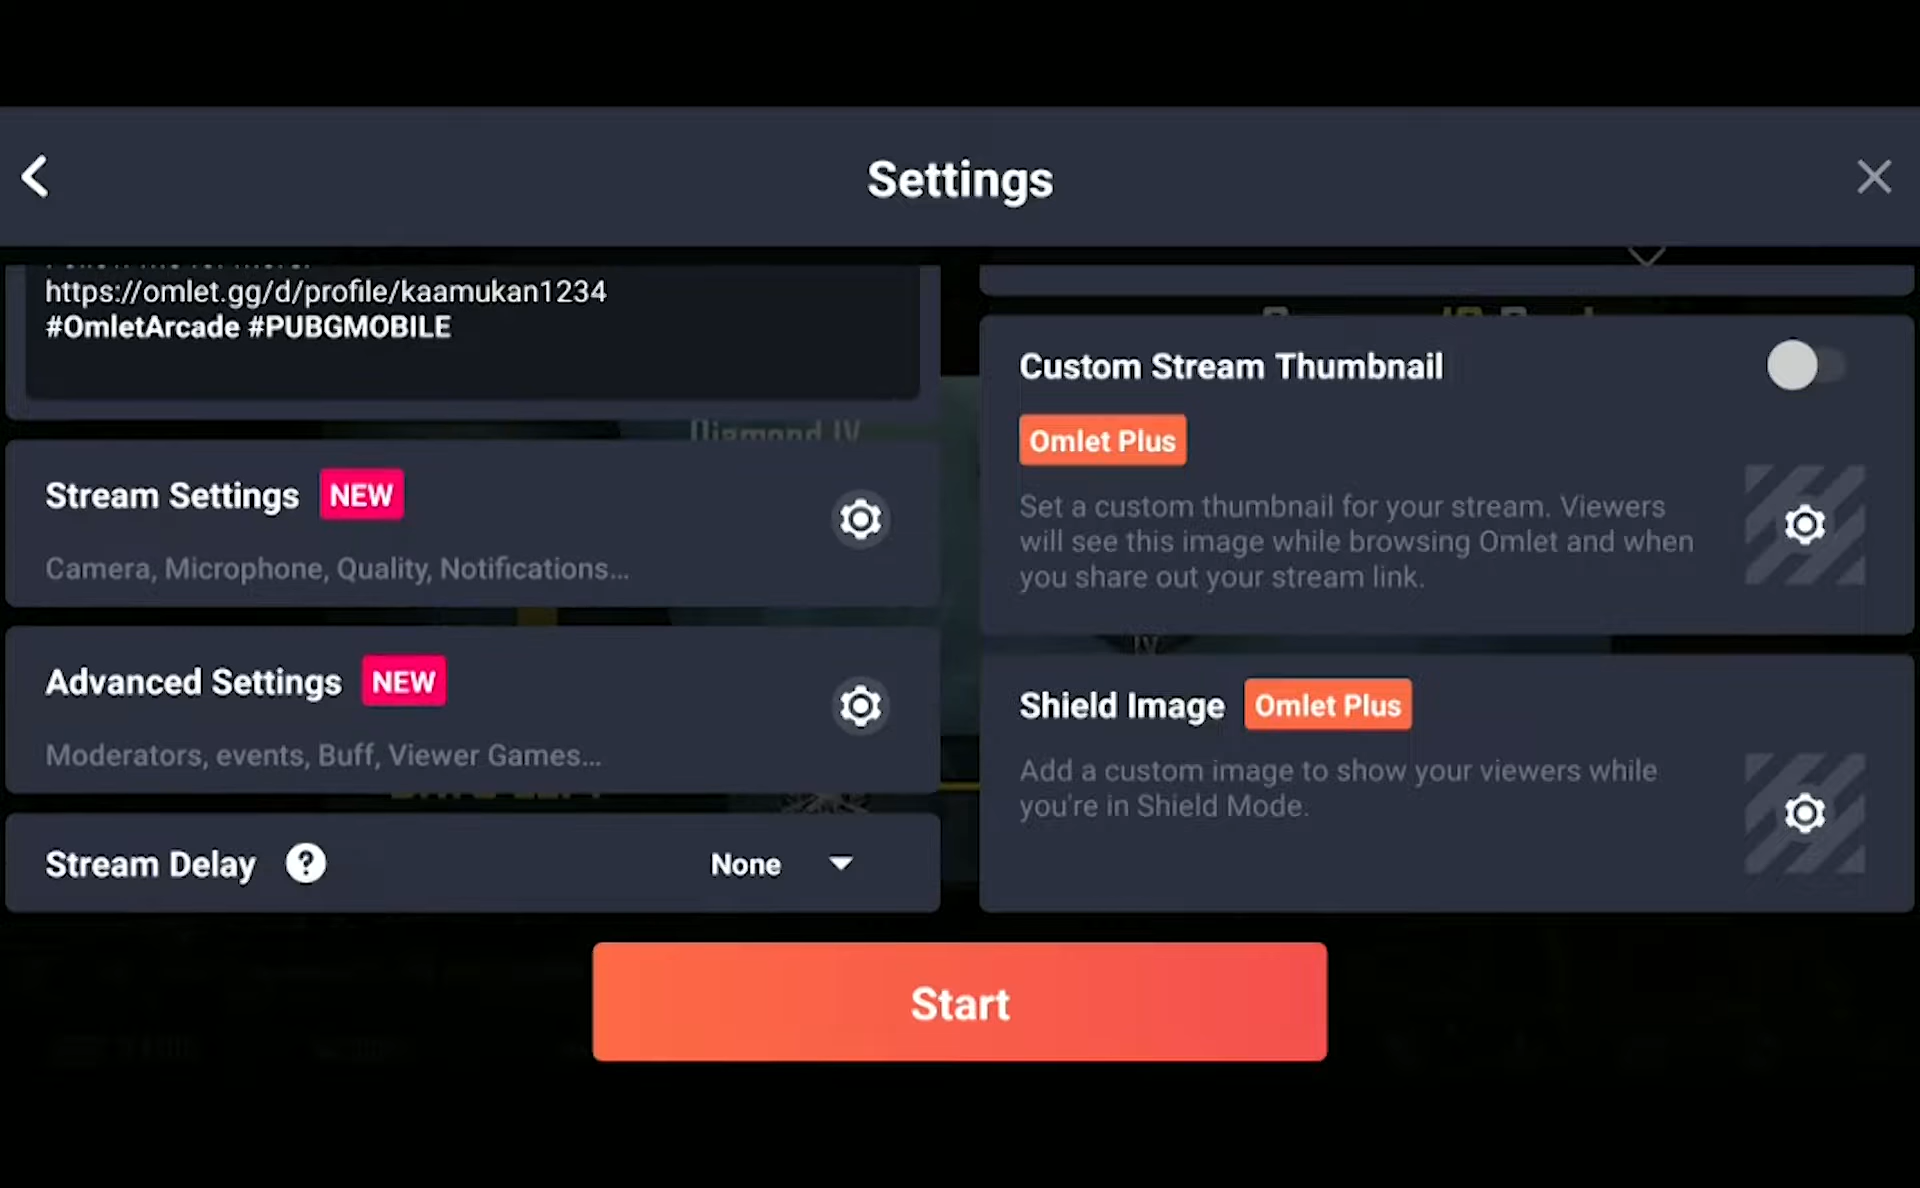 Settings
https://omlet.gg/d/profile/kaamukan1234
#OmletArcade #PUBGMOBILE
Diamond IV
Stream Settings NEW
Camera, Microphone, Quality, Notifications...
Advanced Settings NEW
Moderators, events, Buff, Viewer Games...
Stream Delay ? None
Custom Stream Thumbnail
Omlet Plus
Set a custom thumbnail for your stream. Viewers
will see this image while browsing Omlet and when
you share out your stream link.
IV
Shield Image Omlet Plus
Add a custom image to show your viewers while
you're in Shield Mode.
Start